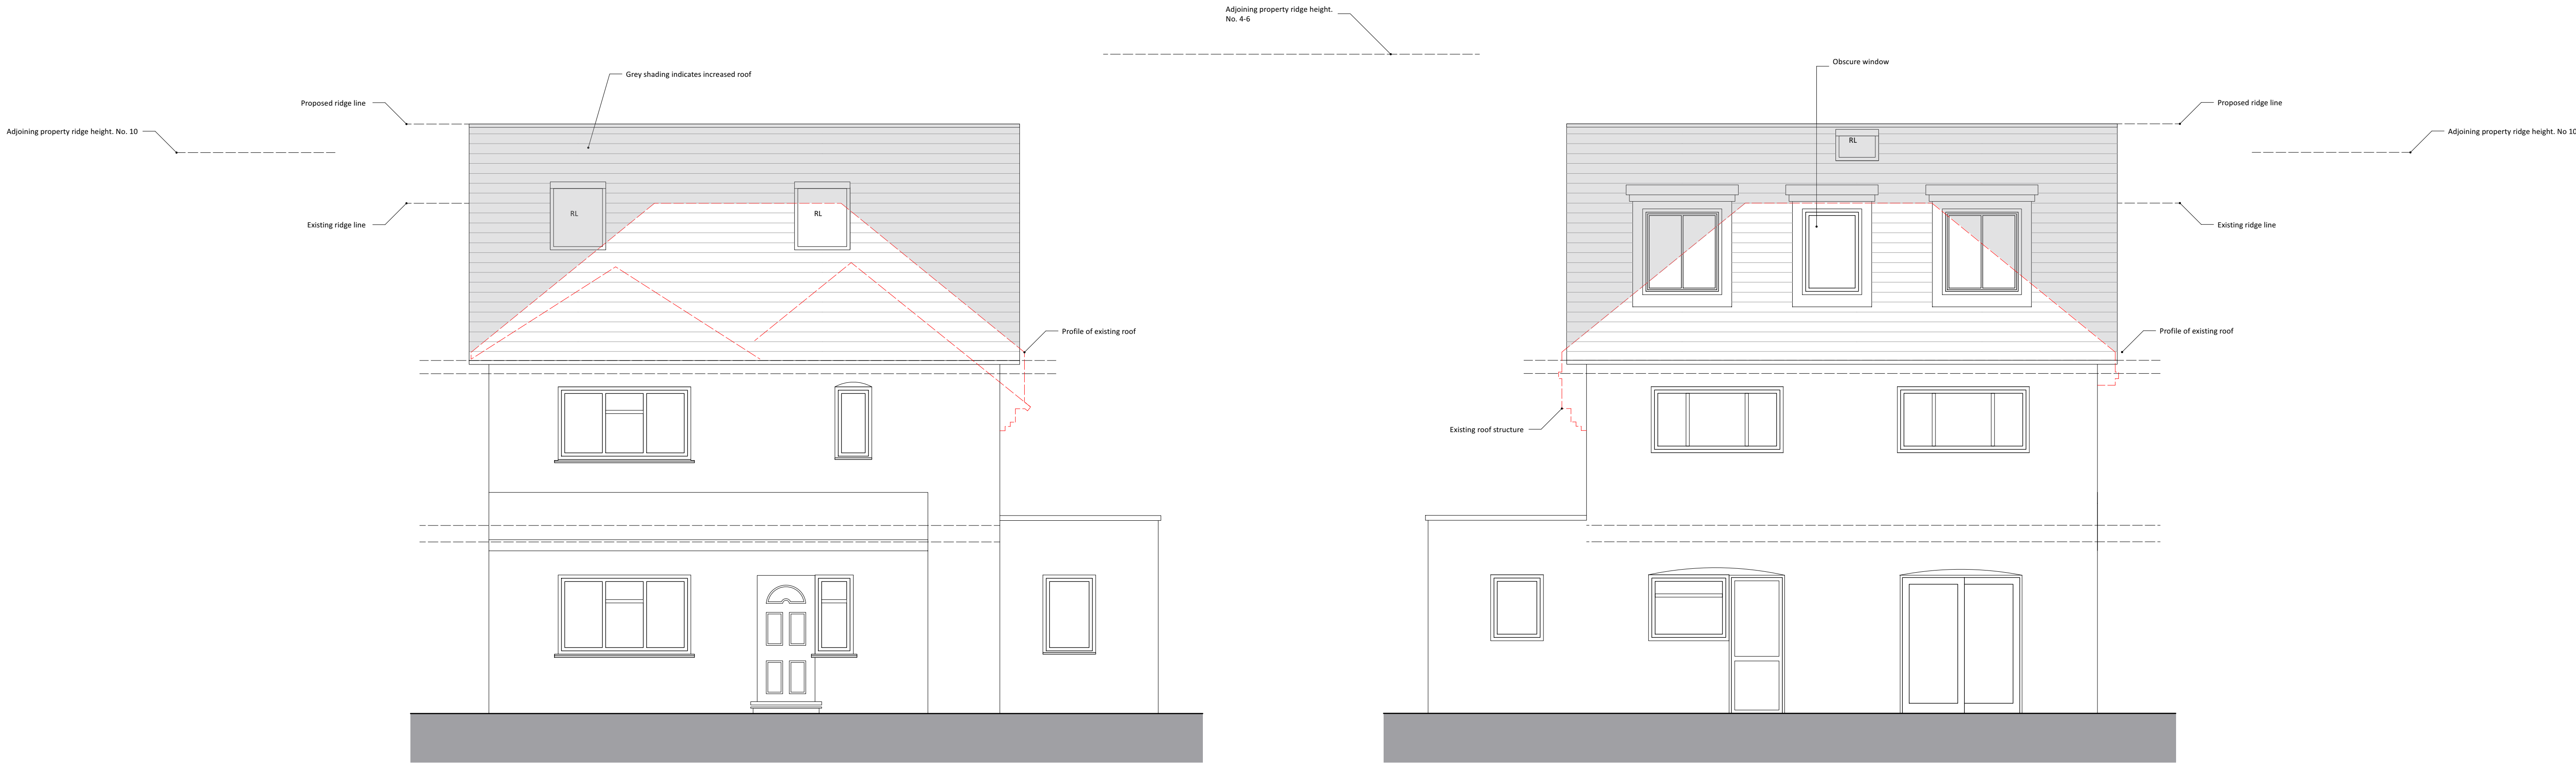 Adjoining property ridge height.
No. 4-6
Grey shading indicates increased roof
Proposed ridge line
Adjoining property ridge height. No. 10
Existing ridge line
RL
RL
Profile of existing roof
Obscure window
Proposed ridge line
Adjoining property ridge height. No 10
RL
Existing ridge line
Profile of existing roof
Existing roof structure